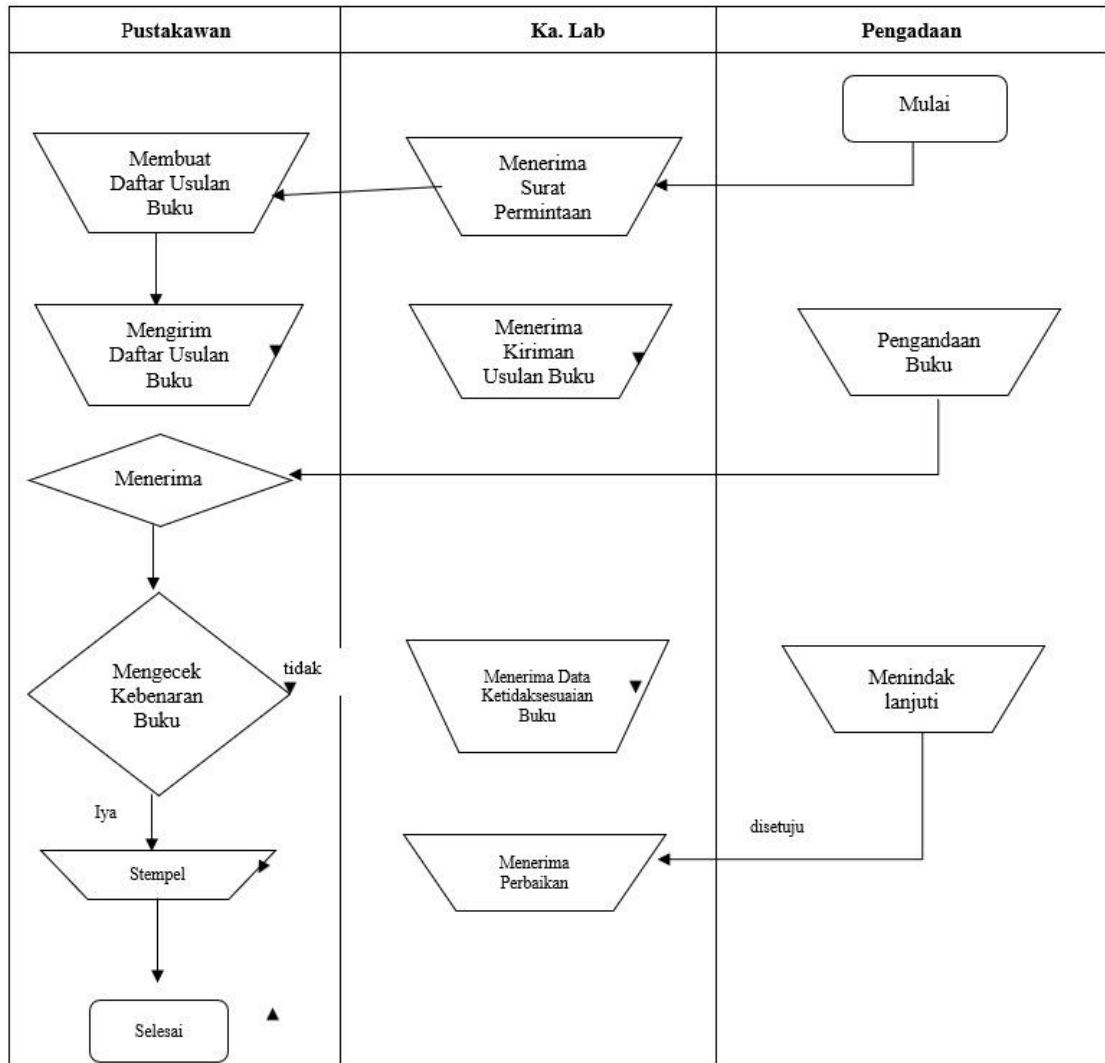 Pustakawan
Ka. Lab
Pengadaan
Mulai
Membuat
Daftar Usulan
Buku
Menerima
Surat
Permintaan
Mengirim
Daftar Usulan
Buku
Menerima
Kiriman
Usulan Buku
Pengandaan
Buku
Menerima
Mengecek
Kebenaran
Buku
tidak
Menerima Data
Ketidaksesuaian
Buku
Menindak
lanjuti
Iya
disetuju
Stempel
Menerima
Perbaikan
Selesai